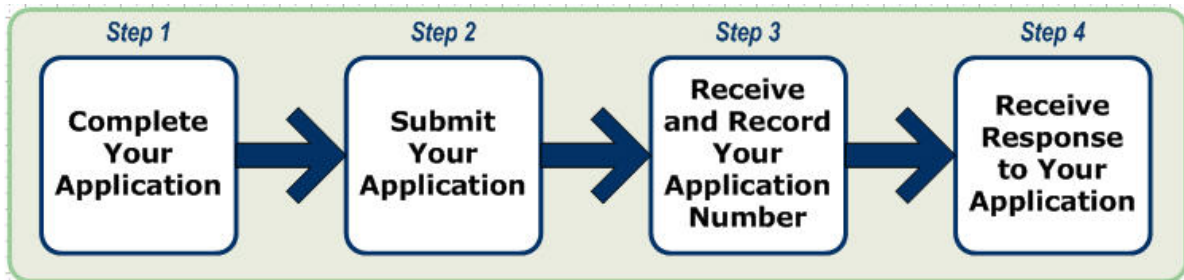 Step 1
Complete
Your
Application
Step 2
Submit
Your
Application
Step 3
Receive
and Record
Your
Application
Number
Step 4
Receive
Response
to Your
Application